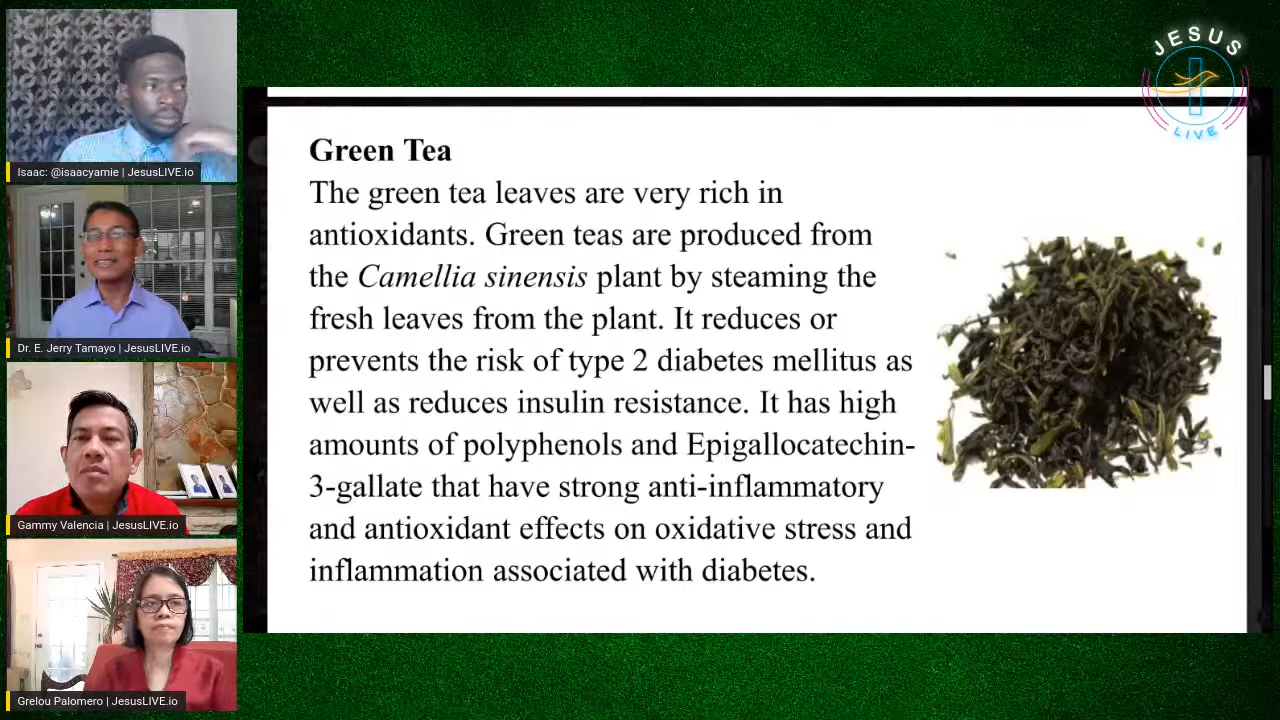 Isaac: @isaacyamie | JesusLIVE.io
Dr. E. Jerry Tamayo | JesusLIVE.io
Gammy Valencia | JesusLIVE.io
Grelou Palomero | JesusLIVE.io
JESUS
LIVE
Green Tea
The green tea leaves are very rich in
antioxidants. Green teas are produced from
the Camellia sinensis plant by steaming the
fresh leaves from the plant. It reduces or
prevents the risk of type 2 diabetes mellitus as
well as reduces insulin resistance. It has high
amounts of polyphenols and Epigallocatechin-
3-gallate that have strong anti-inflammatory
and antioxidant effects on oxidative stress and
inflammation associated with diabetes.